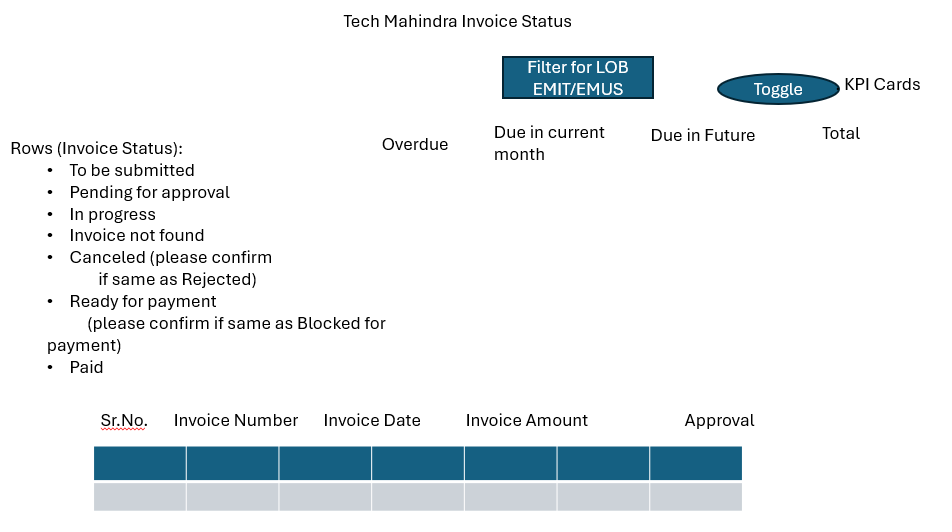 Tech Mahindra Invoice Status
Filter for LOB
EMIT/EMUS
Toggle
KPI Cards
Overdue
Due in current
month
Due in Future
Total
Rows (Invoice Status):
• To be submitted
• Pending for approval
• In progress
• Invoice not found
• Canceled (please confirm
if same as Rejected)
• Ready for payment
(please confirm if same as Blocked for
payment)
• Paid
Sr.No.
Invoice Number
Invoice Date
Invoice Amount
Approval